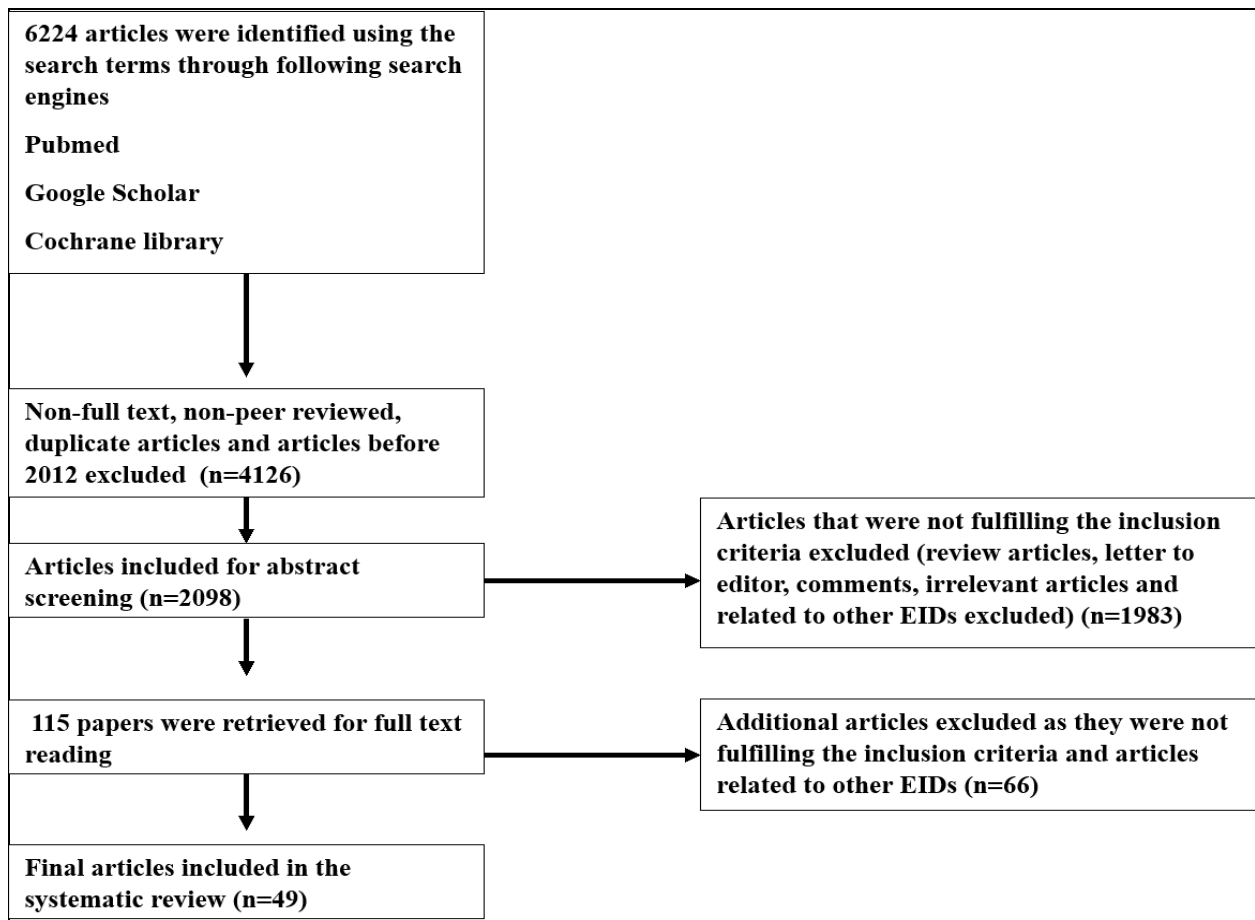 6224 articles were identified using the
search terms through following search
engines
Pubmed
Google Scholar
Cochrane library
Non-full text, non-peer reviewed,
duplicate articles and articles before
2012 excluded  (n=4126)
Articles included for abstract
screening (n=2098)
Articles that were not fulfilling the inclusion
criteria excluded (review articles, letter to
editor, comments, irrelevant articles and
related to other EIDs excluded) (n=1983)
115 papers were retrieved for full text
reading
Additional articles excluded as they were not
fulfilling the inclusion criteria and articles
related to other EIDs (n=66)
Final articles included in the
systematic review (n=49)